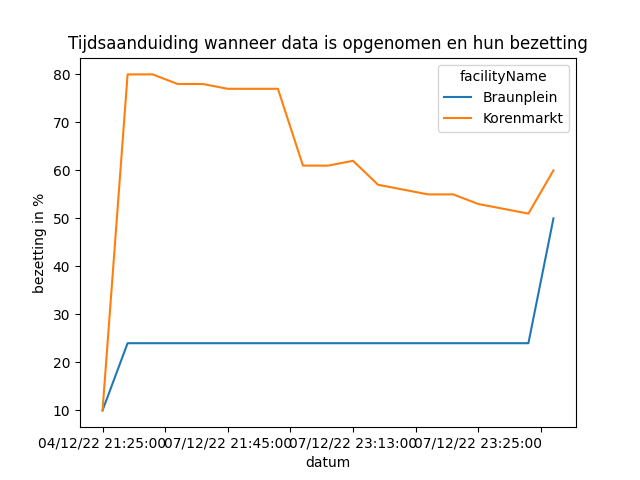 Tijdsaanduiding wanneer data is opgenomen en hun bezetting
facilityName
Braunplein
Korenmarkt
bezetting in %
80
70
60
50
40
30
20
10
04/12/22 21:25:00 07/12/22 21:45:00 07/12/22 23:13:00 07/12/22 23:25:00
datum